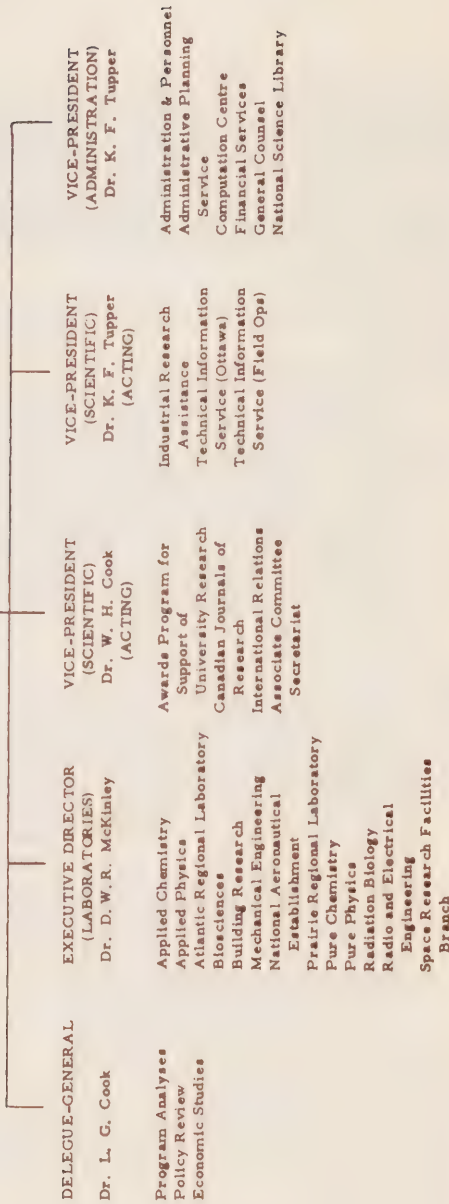 DELEGUE-GENERAL
Dr. L. G. Cook
Program Analyses
Policy Review
Economic Studies
EXECUTIVE DIRECTOR
(LABORATORIES)
Dr. D. W. R. McKinley
Applied Chemistry
Applied Physics
Atlantic Regional Laboratory
Biosciences
Building Research
Mechanical Engineering
National Aeronautical
Establishment
Prairie Regional Laboratory
Pure Chemistry
Pure Physics
Radiation Biology
Radio and Electrical
Engineering
Space Research Facilities
Branch
VICE-PRESIDENT
(SCIENTIFIC)
Dr. W. H. Cook
(ACTING)
Awards Program for
Support of
University Research
Canadian Journals of
Research
International Relations
Associate Committee
Secretariat
VICE-PRESIDENT
(SCIENTIFIC)
Dr. K. F. Tupper
(ACTING)
Industrial Research
Assistance
Technical Information
Service (Ottawa)
Technical Information
Service (Field Ops)
VICE-PRESIDENT
(ADMINISTRATION)
Dr. K. F. Tupper
Administration & Personnel
Administrative Planning
Service
Computation Centre
Financial Services
General Counsel
National Science Library